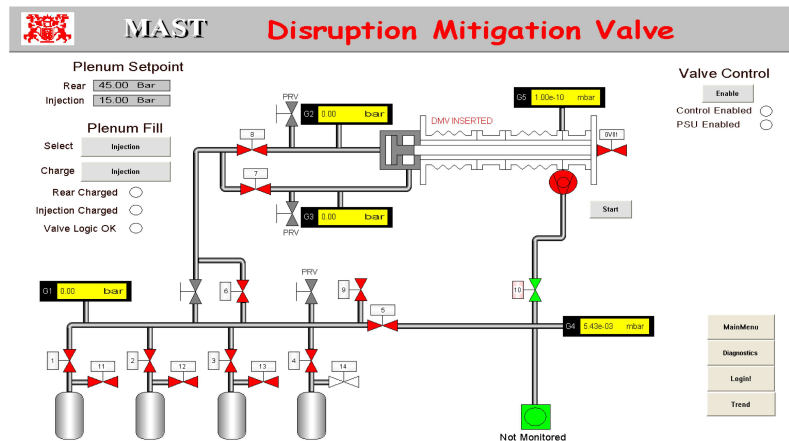 MAST Disruption Mitigation Valve
Plenum Setpoint
Rear 45.00 Bar
Injection 15.00 Bar
Plenum Fill
Select Injection
Charge Injection
Rear Charged
Injection Charged
Valve Logic OK
PRV
G2 0.00 bar
8
7
G3 0.00 bar
PRV
DMV INSERTED
G5 1.00e-10 mbar
Valve Control
Enable
Control Enabled
PSU Enabled
Start
G1 0.00 bar
6
PRV
9
5
10
G4 5.43e-03 mbar
1
11
2
12
3
13
4
14
Not Monitored
MainMenu
Diagnostics
Login!
Trend